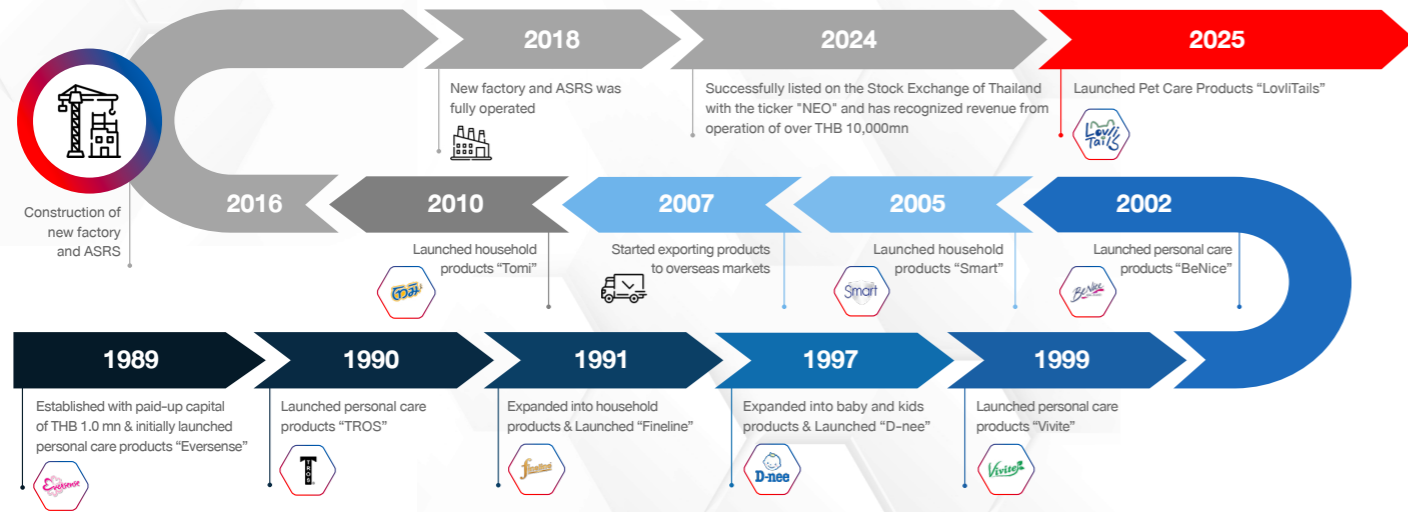 2018
2024
2025
New factory and ASRS was
fully operated
Successfully listed on the Stock Exchange of Thailand
with the ticker "NEO" and has recognized revenue from
operation of over THB 10,000mn
Launched Pet Care Products “LovliTails”
Lovli
Tails
2016
2010
2007
2005
2002
Construction of
new factory
and ASRS
Launched household
products “Tomi”
โทมิ
Started exporting products
to overseas markets
Launched household
products “Smart”
Smart
Launched personal care
products “BeNice”
BeNice
1989
1990
1991
1997
1999
Established with paid-up capital
of THB 1.0 mn & initially launched
personal care products “Eversense”
Eversense
Launched personal care
products “TROS”
TROS
Expanded into household
products & Launched “Fineline”
Fineline
Expanded into baby and kids
products & Launched “D-nee”
D-nee
Launched personal care
products “Vivite”
Vivite